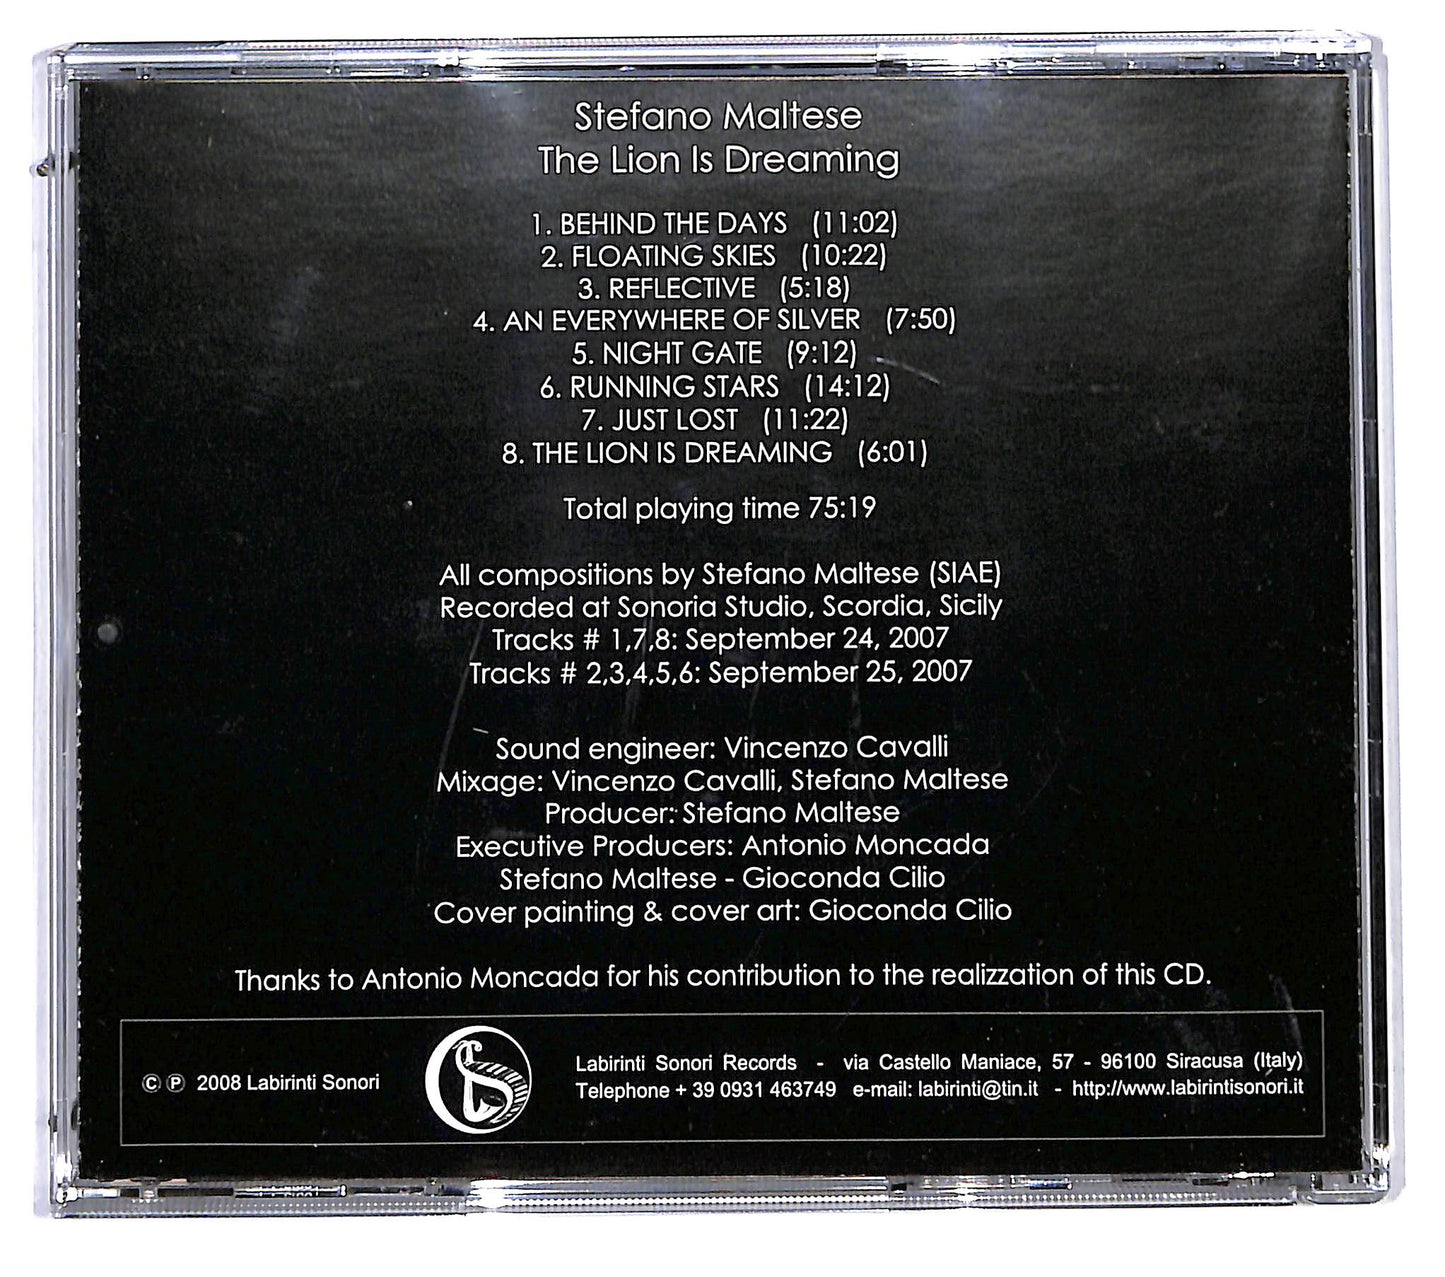 Stefano Maltese
The Lion Is Dreaming
1. BEHIND THE DAYS (11:02)
2. FLOATING SKIES (10:22)
3. REFLECTIVE (5:18)
4. AN EVERYWHERE OF SILVER (7:50)
5. NIGHT GATE (9:12)
6. RUNNING STARS (14:12)
7. JUST LOST (11:22)
8. THE LION IS DREAMING (6:01)
Total playing time 75:19
All compositions by Stefano Maltese (SIAE)
Recorded at Sonoria Studio, Scordia, Sicily
Tracks # 1,7,8: September 24, 2007
Tracks # 2,3,4,5,6: September 25, 2007
Sound engineer: Vincenzo Cavalli
Mixage: Vincenzo Cavalli, Stefano Maltese
Producer: Stefano Maltese
Executive Producers: Antonio Moncada
Stefano Maltese - Gioconda Cilio
Cover painting & cover art: Gioconda Cilio
Thanks to Antonio Moncada for his contribution to the realizzation of this CD.
© ℗ 2008 Labirinti Sonori
Labirinti Sonori Records - via Castello Maniace, 57 - 96100 Siracusa (Italy)
Telephone + 39 0931 463749 e-mail: labirinti@tin.it - http://www.labirintisonori.it